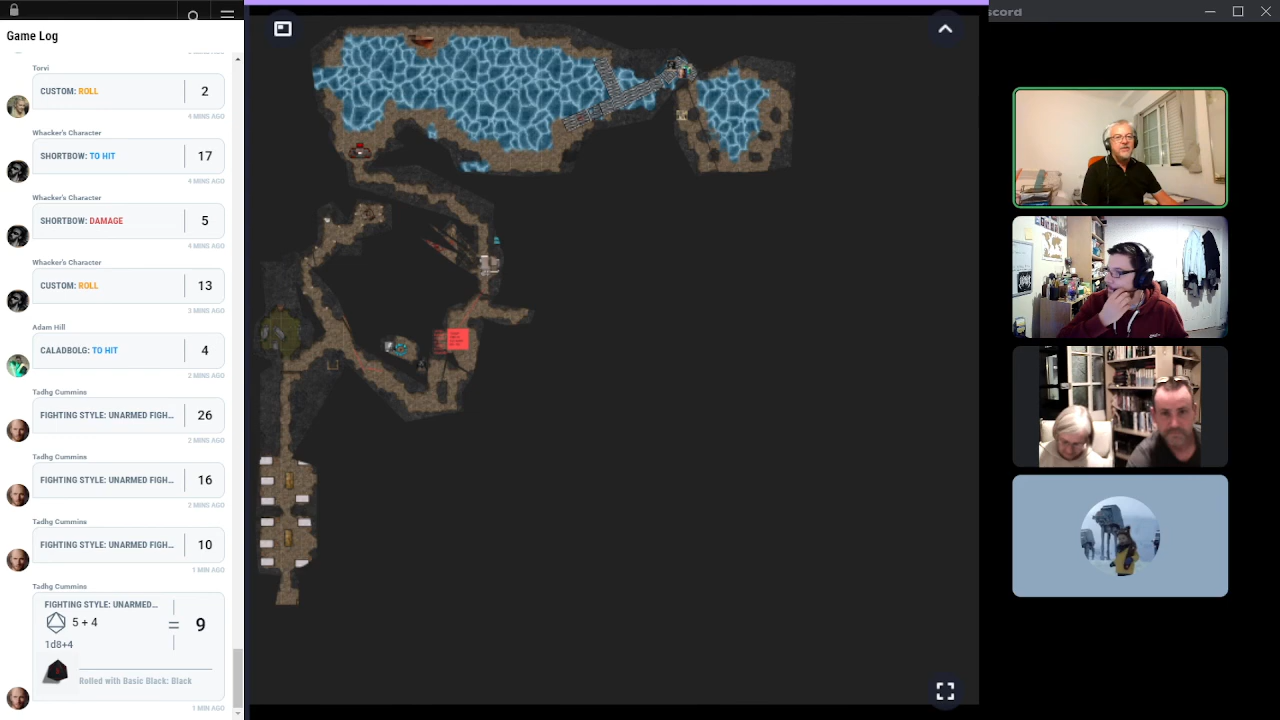 scord
Game Log
Torvi
CUSTOM: ROLL
2
4 MINS AGO
Whacker's Character
SHORTBOW: TO HIT
17
4 MINS AGO
Whacker's Character
SHORTBOW: DAMAGE
5
4 MINS AGO
Whacker's Character
CUSTOM: ROLL
13
3 MINS AGO
Adam Hill
CALADBOLG: TO HIT
4
2 MINS AGO
Tadhg Cummins
FIGHTING STYLE: UNARMED FIGH...
26
2 MINS AGO
Tadhg Cummins
FIGHTING STYLE: UNARMED FIGH...
16
2 MINS AGO
Tadhg Cummins
FIGHTING STYLE: UNARMED FIGH...
10
1 MIN AGO
Tadhg Cummins
FIGHTING STYLE: UNARMED...
5 + 4
= 9
1d8+4
Rolled with Basic Black: Black
1 MIN AGO